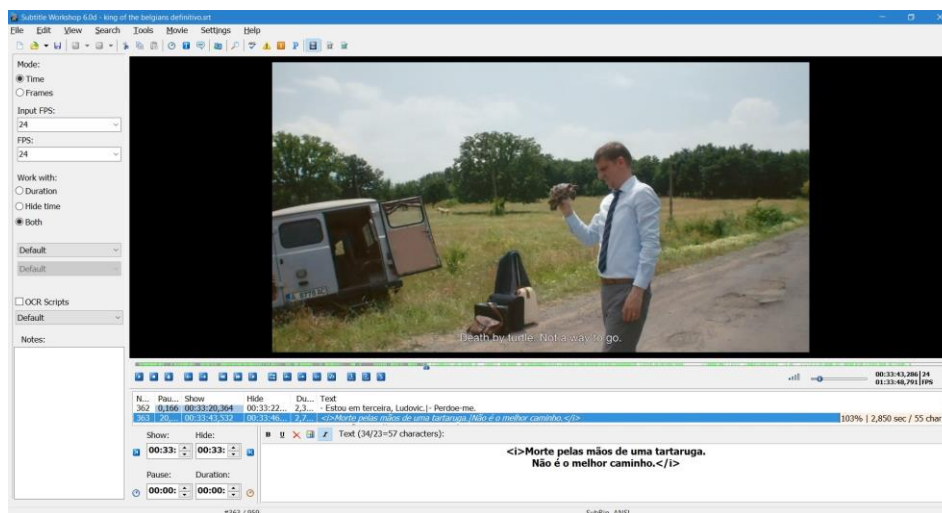 Subtitle Workshop 6.0d - king of the belgians definitivo.srt
File Edit View Search Tools Movie Settings Help
Mode:
Time
Frames
Input FPS:
24
FPS:
24
Work with:
Duration
Hide time
Both
Default
Default
OCR Scripts
Default
Notes:
Death by turtle. Not a way to go.
00:33:43,286 24
01:33:48,791 FPS
N... Pau... Show Hide Du... Text
362 0,166 00:33:20,364 00:33:22... 2,3... - Estou em terceira, Ludovic.|- Perdoe-me.
363 20,... 00:33:43,532 00:33:46... 2,7... <i>Morte pelas mãos de uma tartaruga.|Não é o melhor caminho.</i>
103% | 2,850 sec / 55 char
Show: Hide:
B U I Text (34/23=57 characters):
00:33: 00:33:
<i>Morte pelas mãos de uma tartaruga.
Não é o melhor caminho.</i>
Pause: Duration:
00:00: 00:00:
#363 / 959 SubRip ANSI